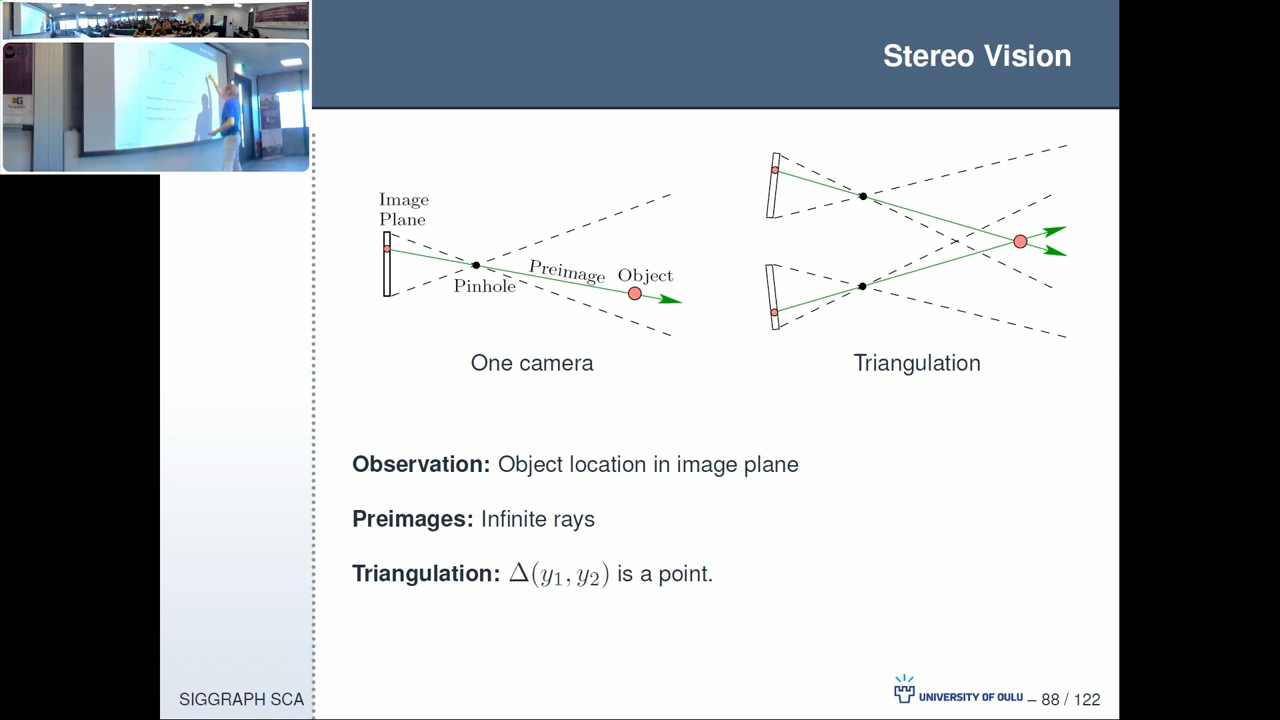 Stereo Vision
Image
Plane
Preimage
Object
Pinhole
One camera
Triangulation
Observation: Object location in image plane
Preimages: Infinite rays
Triangulation: Δ(y₁, y₂) is a point.
SIGGRAPH SCA
UNIVERSITY OF OULU – 88 / 122